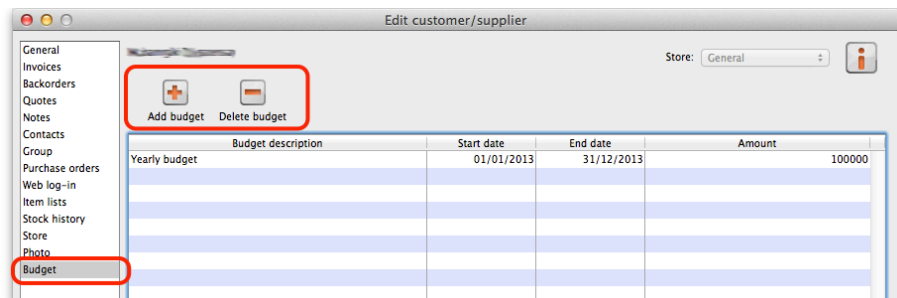 Edit customer/supplier
General
Invoices
Backorders
Quotes
Notes
Contacts
Group
Purchase orders
Web log-in
Item lists
Stock history
Store
Photo
Budget
Store: General
Add budget Delete budget
Budget description Start date End date Amount
Yearly budget 01/01/2013 31/12/2013 100000